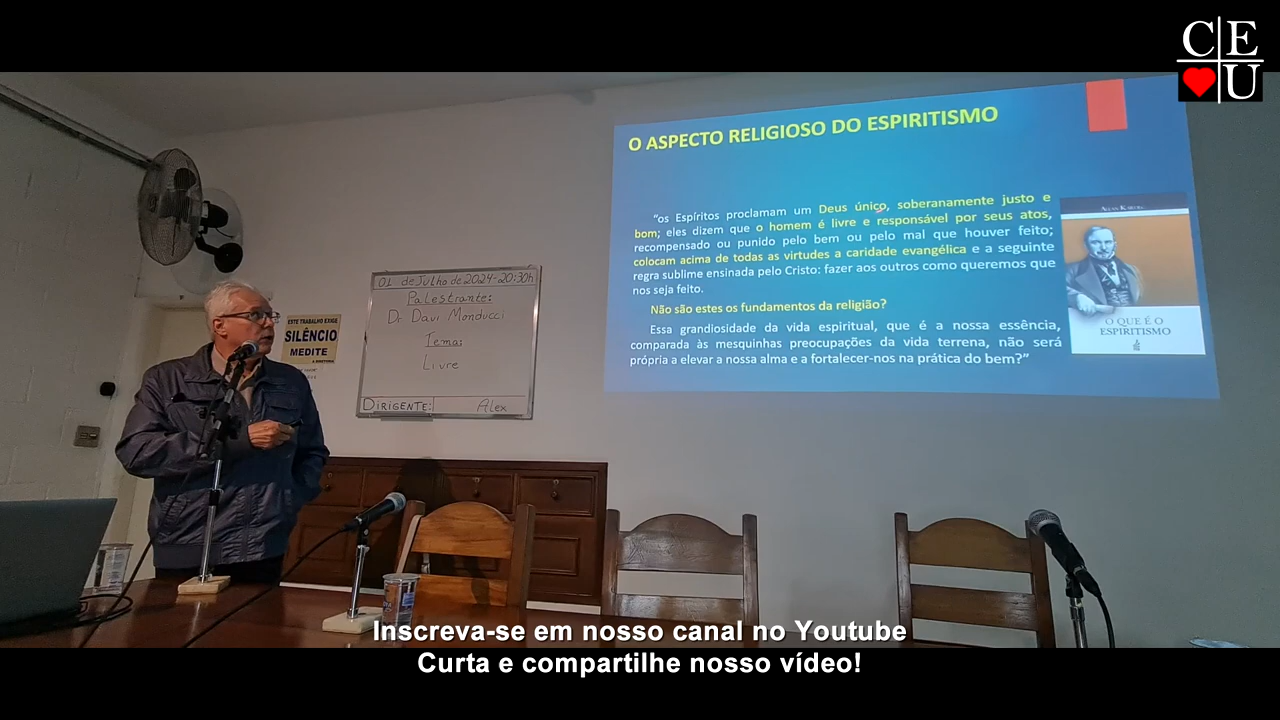 CE
U
O ASPECTO RELIGIOSO DO ESPIRITISMO
"os Espíritos proclamam um Deus único, soberanamente justo e
bom; eles dizem que o homem é livre e responsável por seus atos,
recompensado ou punido pelo bem ou pelo mal que houver feito;
colocam acima de todas as virtudes a caridade evangélica e a seguinte
regra sublime ensinada pelo Cristo: fazer aos outros como queremos que
nos seja feito.
Não são estes os fundamentos da religião?
Essa grandiosidade da vida espiritual, que é a nossa essência,
comparada às mesquinhas preocupações da vida terrena, não será
própria a elevar a nossa alma e a fortalecer-nos na prática do bem?"
ALLAN KARDEC
O QUE É O
ESPIRITISMO
01 de Julho de 2024-20:30h
Palestrante:
Dr Davi Monducci
Tema:
Livre
DIRIGENTE: Alex
ESTE TRABALHO EXIGE
SILÊNCIO
MEDITE
Inscreva-se em nosso canal no Youtube
Curta e compartilhe nosso vídeo!